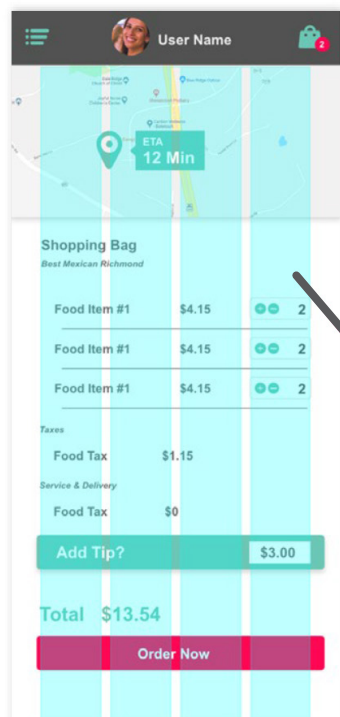 User Name
2
ETA
12 Min
Shopping Bag
Best Mexican Richmond
Food Item #1 $4.15 2
Food Item #1 $4.15 2
Food Item #1 $4.15 2
Taxes
Food Tax $1.15
Service & Delivery
Food Tax $0
Add Tip? $3.00
Total $13.54
Order Now